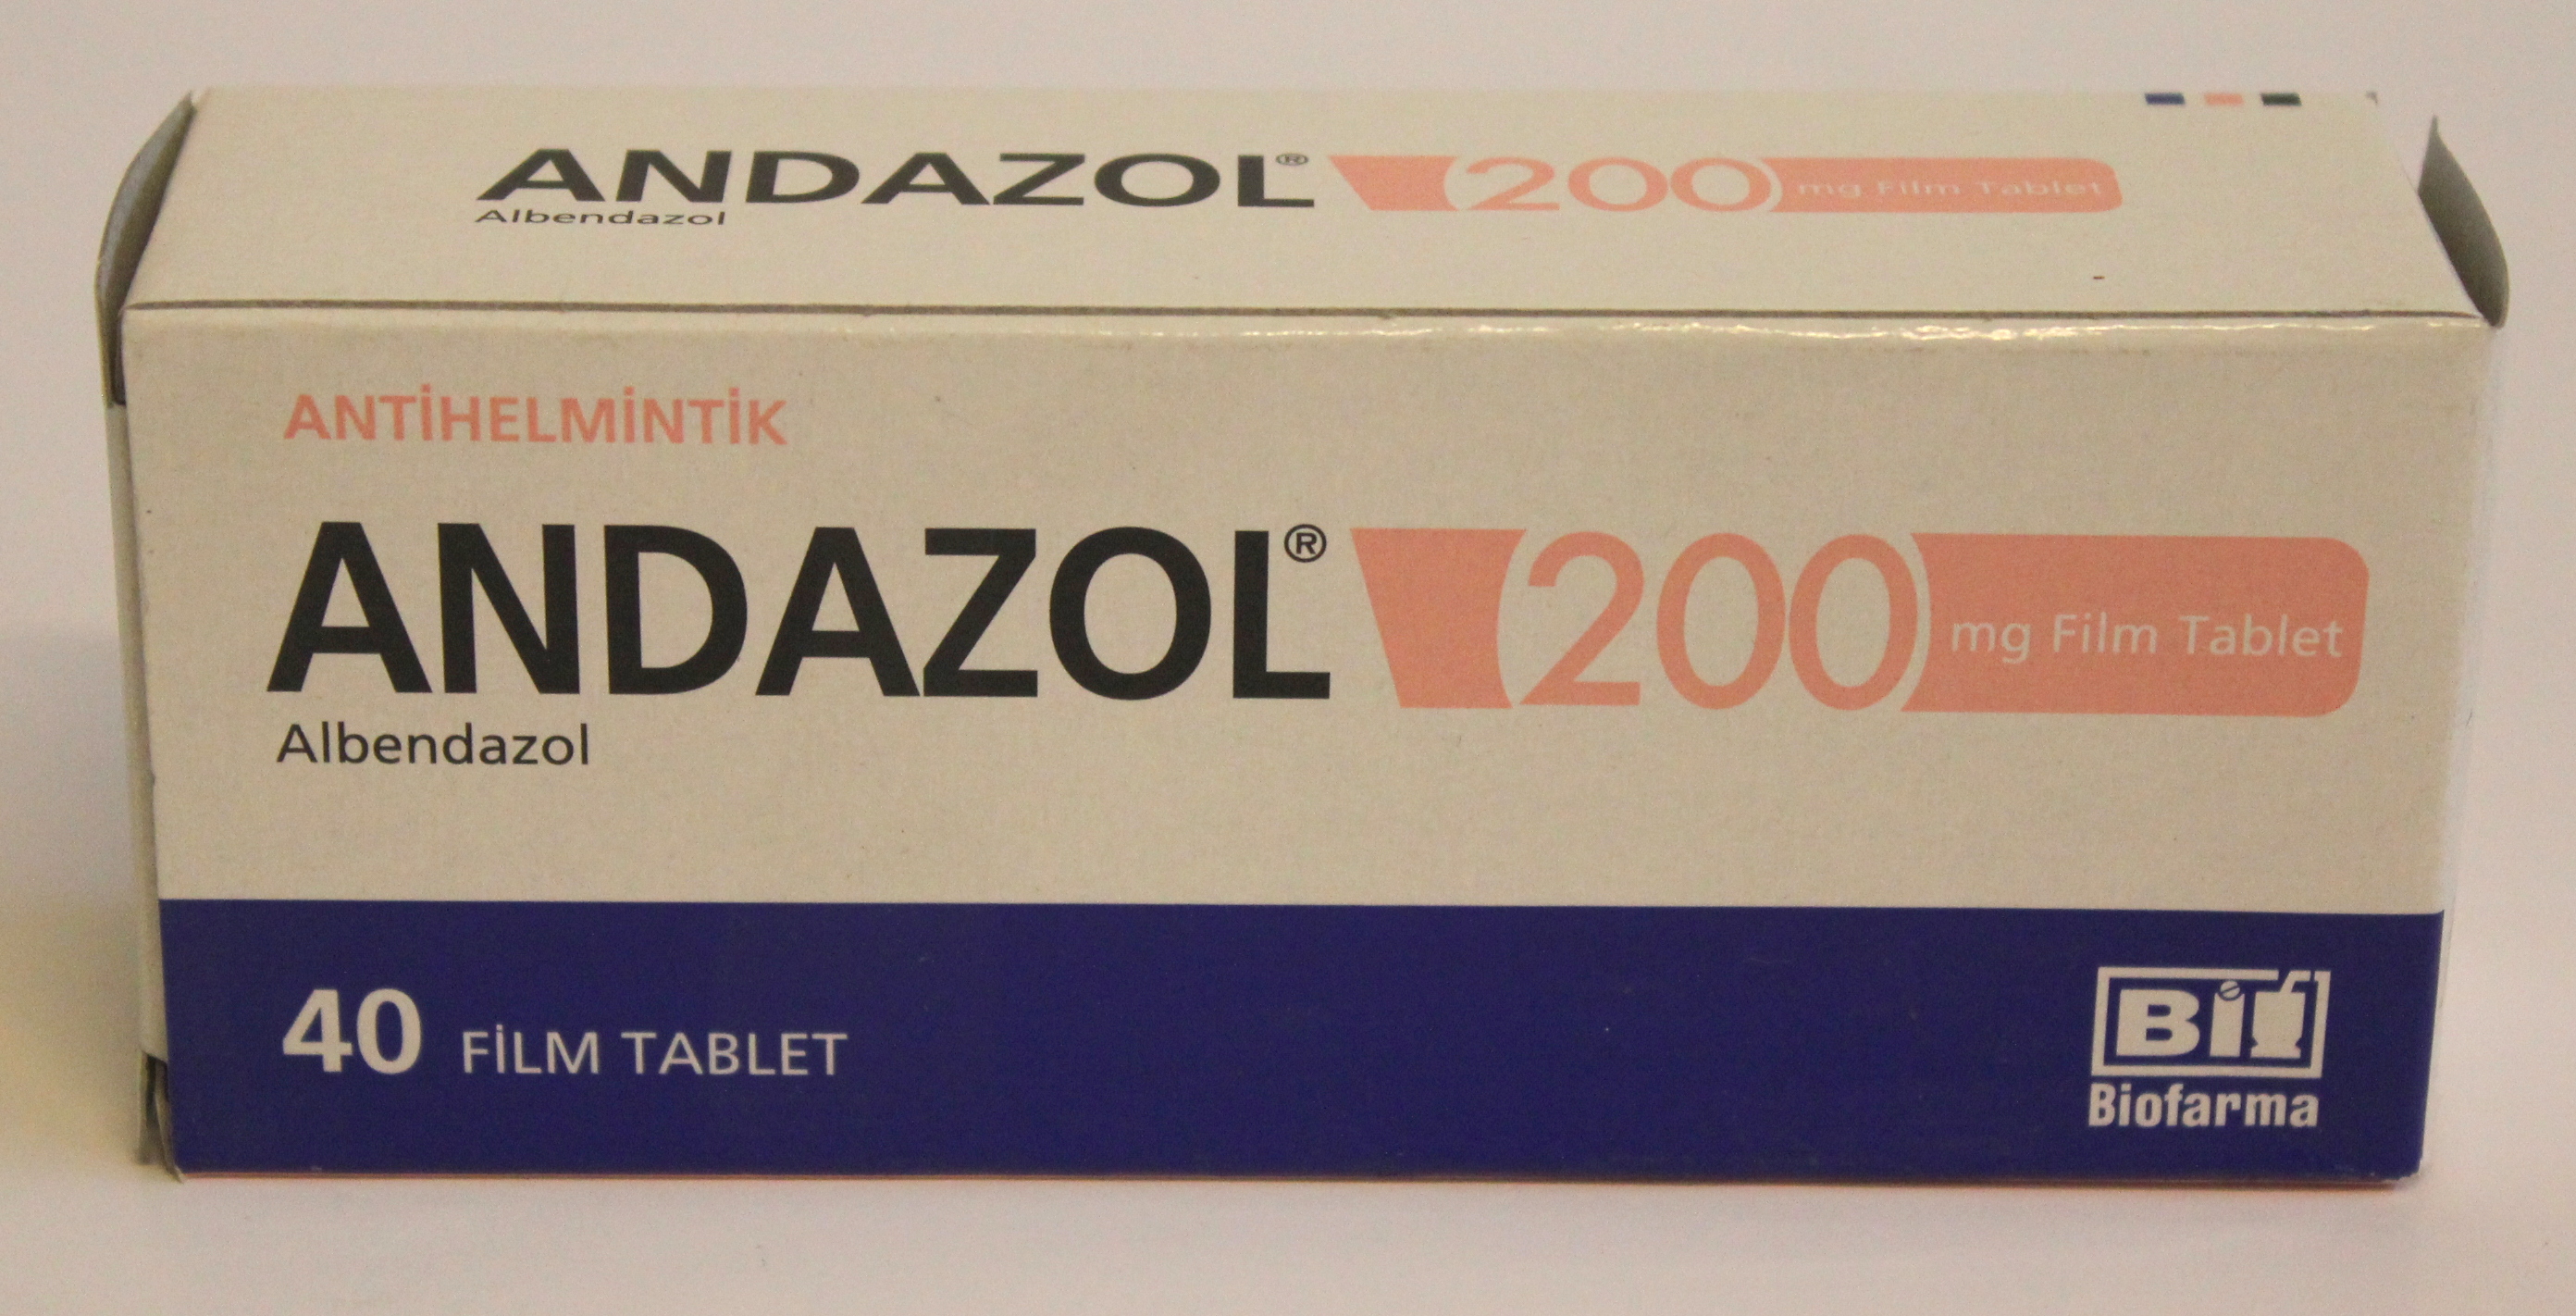 ANDAZOL® 200 mg Film Tablet
Albendazol
ANTİHELMİNTİK
ANDAZOL® 200 mg Film Tablet
Albendazol
40 FİLM TABLET
Bif
Biofarma